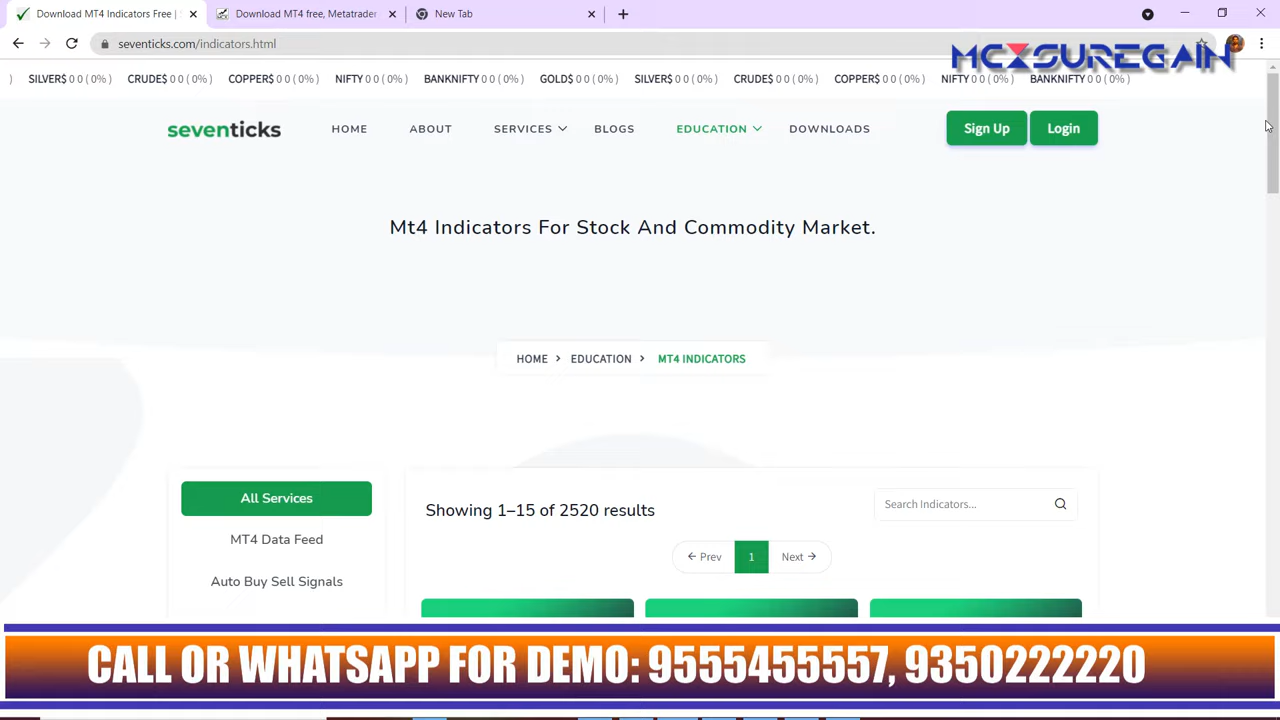 Download MT4 Indicators Free |
Download MT4 free, Metatrader
New Tab
seventicks.com/indicators.html
MCXSUREGAIN
) SILVER$ 0 0 ( 0% ) CRUDE$ 0 0 ( 0% ) COPPER$ 0 0 ( 0% ) NIFTY 0 0 ( 0% ) BANKNIFTY 0 0 ( 0% ) GOLD$ 0 0 ( 0% ) SILVER$ 0 0 ( 0% ) CRUDE$ 0 0 ( 0% ) COPPER$ 0 0 ( 0% ) NIFTY 0 0 ( 0% ) BANKNIFTY 0 0 ( 0% )
seventicks HOME ABOUT SERVICES BLOGS EDUCATION DOWNLOADS Sign Up Login
Mt4 Indicators For Stock And Commodity Market.
HOME > EDUCATION > MT4 INDICATORS
All Services
MT4 Data Feed
Auto Buy Sell Signals
Showing 1–15 of 2520 results
Search Indicators...
← Prev 1 Next →
CALL OR WHATSAPP FOR DEMO: 9555455557, 9350222220